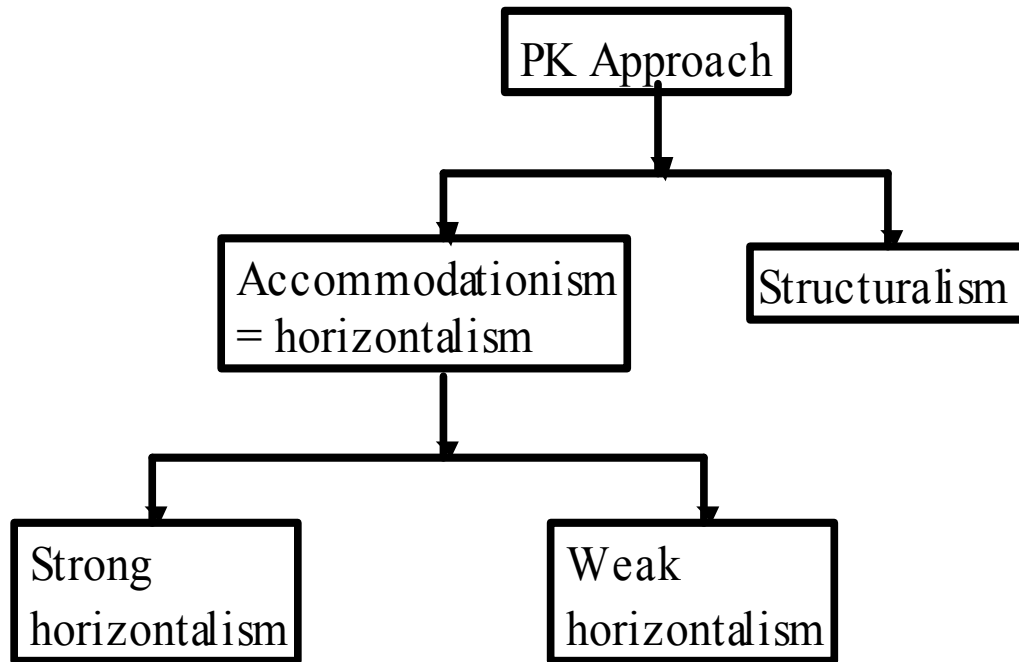 PK Approach
Accommodationism
= horizontalism
Structuralism
Strong
horizontalism
Weak
horizontalism